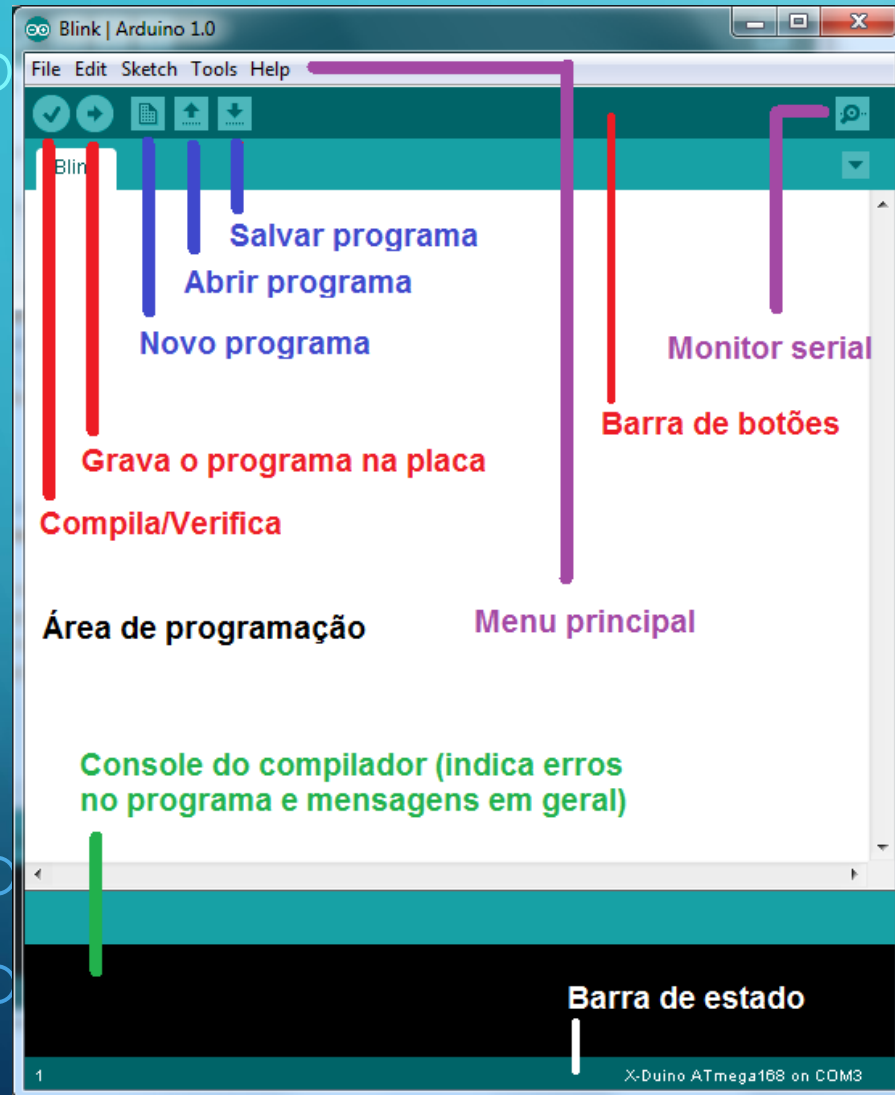 Blink | Arduino 1.0
File Edit Sketch Tools Help
Blink
Salvar programa
Abrir programa
Novo programa
Monitor serial
Barra de botões
Grava o programa na placa
Compila/Verifica
Área de programação
Menu principal
Console do compilador (indica erros
no programa e mensagens em geral)
Barra de estado
1
X-Duino ATmega168 on COM3